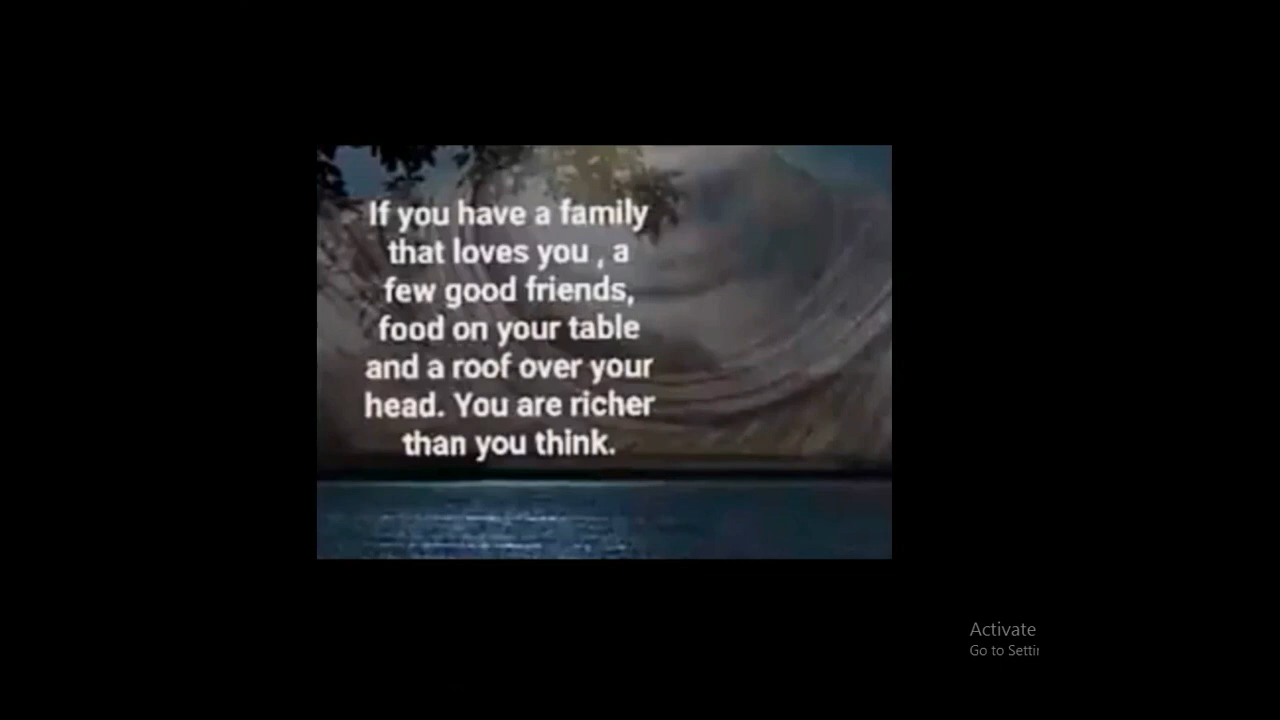 If you have a family
that loves you , a
few good friends,
food on your table
and a roof over your
head. You are richer
than you think.
Activate
Go to Settin